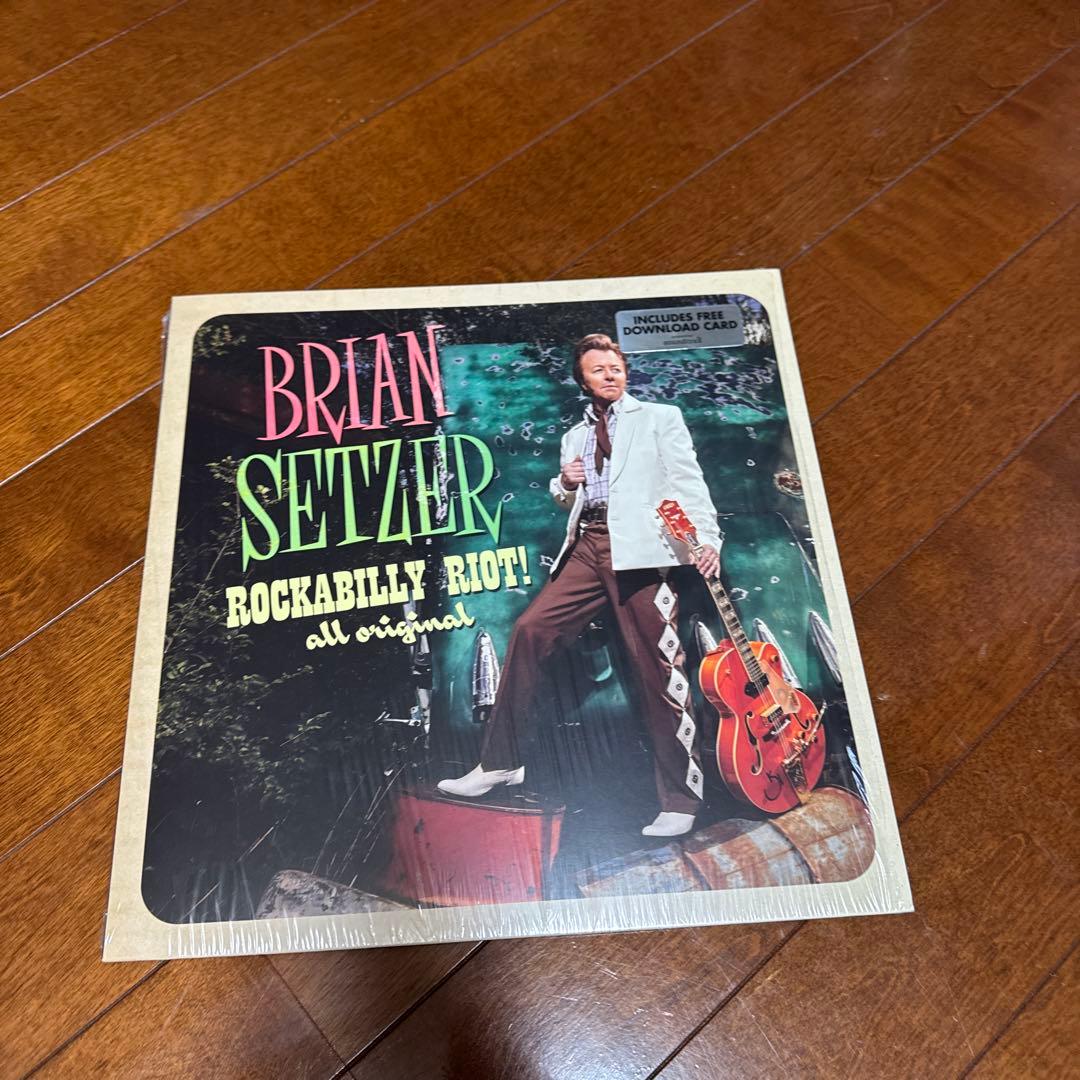 BRIAN
SETZER
ROCKABILLY RIOT!
all original
INCLUDES FREE
DOWNLOAD CARD